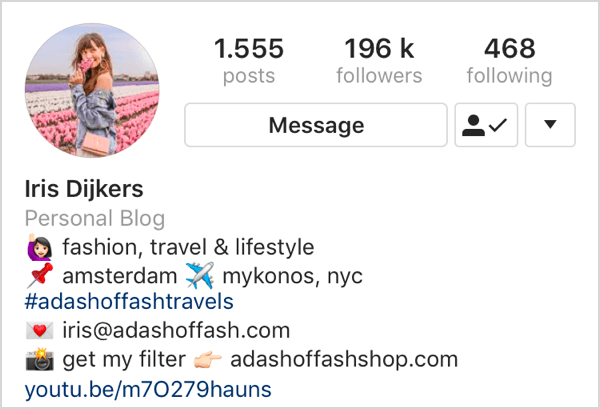 1.555 196 k 468
posts followers following
Message
Iris Dijkers
Personal Blog
fashion, travel & lifestyle
amsterdam mykonos, nyc
#adashoffashtravels
iris@adashoffash.com
get my filter adashoffashshop.com
youtu.be/m7O279hauns